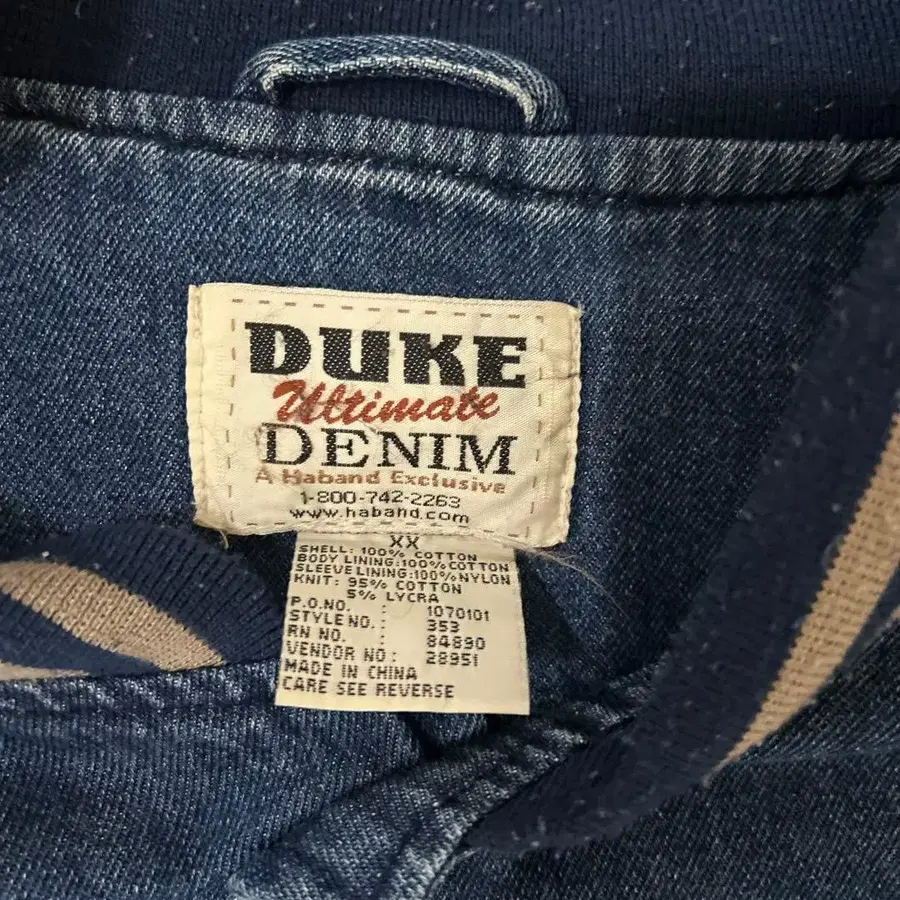 DUKE
Ultimate
DENIM
A Haband Exclusive
1-800-742-2263
www.haband.com
XX
SHELL: 100% COTTON
BODY LINING:100%COTTON
SLEEVE LINING:100%NYLON
KNIT: 95% COTTON
5% LYCRA
P.O.NO. : 1070101
STYLE NO. : 353
RN NO. : 84890
VENDOR NO : 28951
MADE IN CHINA
CARE SEE REVERSE